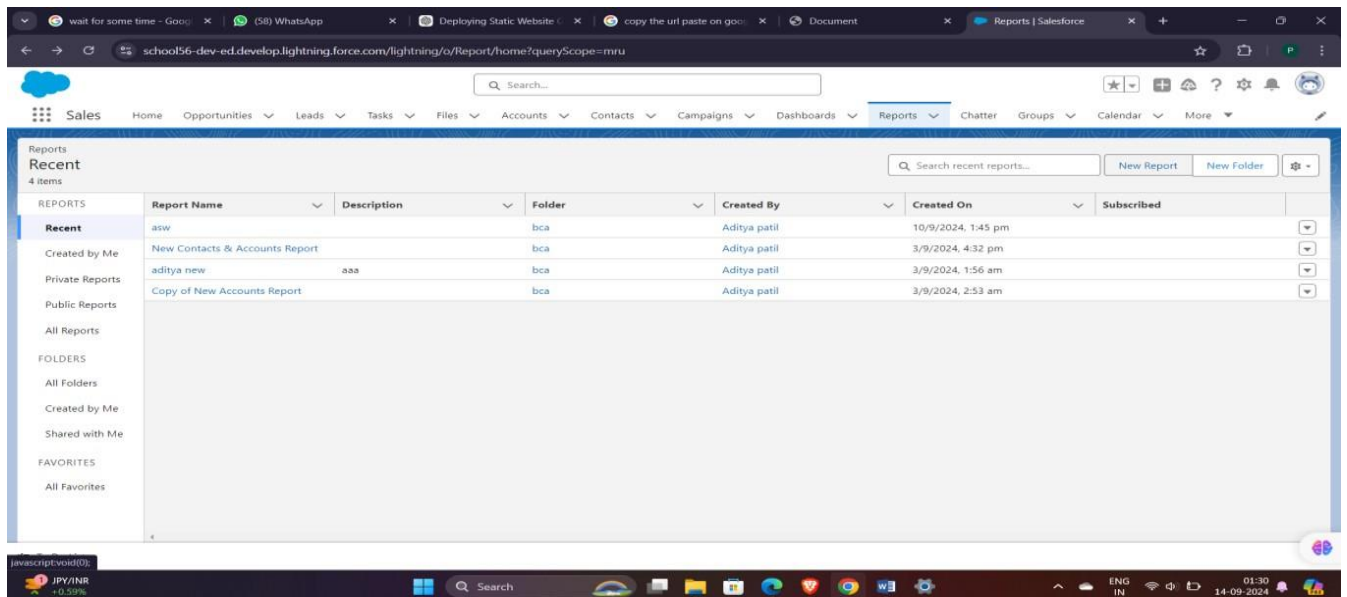 wait for some time - Goog
(58) WhatsApp
Deploying Static Website
copy the url paste on goog
Document
Reports | Salesforce
school56-dev-ed.develop.lightning.force.com/lightning/o/Report/home?queryScope=mru
P
Search...
Sales Home Opportunities Leads Tasks Files Accounts Contacts Campaigns Dashboards Reports Chatter Groups Calendar More
Reports
Recent
4 items
Search recent reports...
New Report New Folder
REPORTS Report Name Description Folder Created By Created On Subscribed
Recent asw bca Aditya patil 10/9/2024, 1:45 pm
Created by Me New Contacts & Accounts Report bca Aditya patil 3/9/2024, 4:32 pm
Private Reports aditya new aaa bca Aditya patil 3/9/2024, 1:56 am
Public Reports Copy of New Accounts Report bca Aditya patil 3/9/2024, 2:53 am
All Reports
FOLDERS
All Folders
Created by Me
Shared with Me
FAVORITES
All Favorites
javascript:void(0);
1 JPY/INR
+0.59%
Search
ENG
IN
01:30
14-09-2024